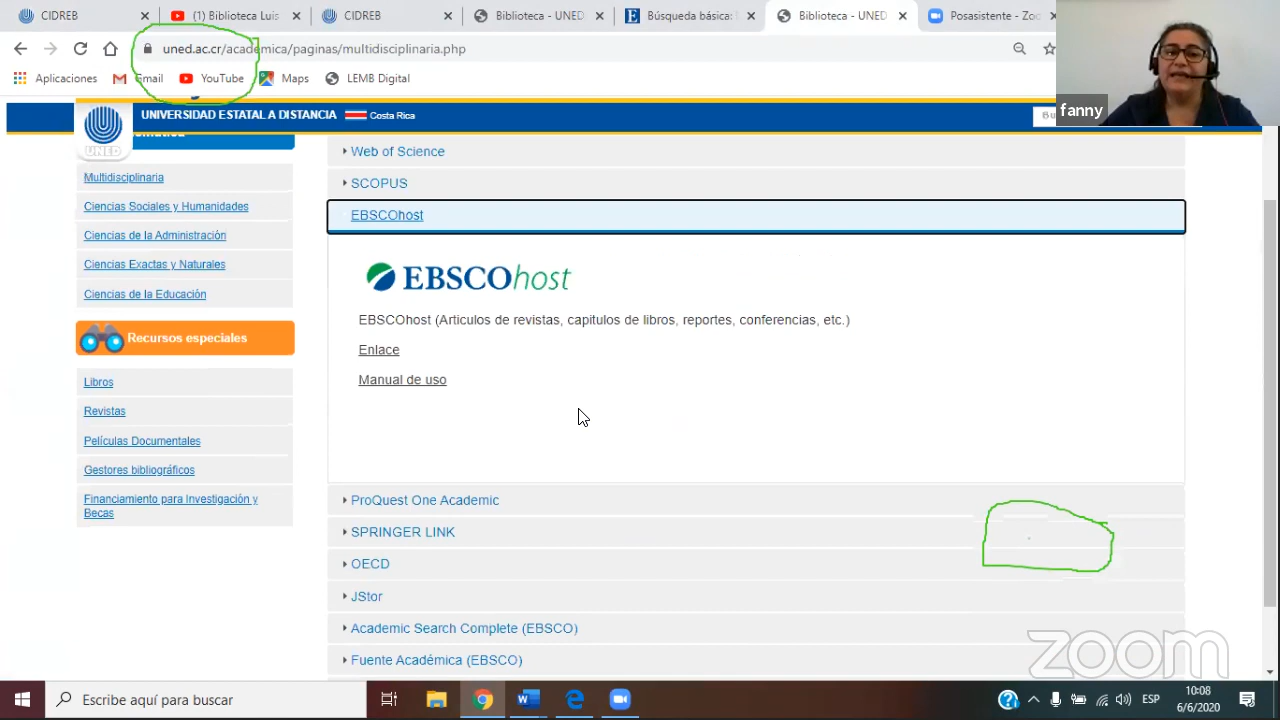 CIDREB
(1) Biblioteca Luis
CIDREB
Biblioteca - UNED
Búsqueda básica:
Biblioteca - UNED
Posasistente - Zoo
uned.ac.cr/academica/paginas/multidisciplinaria.php
Aplicaciones
Gmail
YouTube
Maps
LEMB Digital
fanny
UNIVERSIDAD ESTATAL A DISTANCIA Costa Rica
Bu
UNED
Multidisciplinaria
Ciencias Sociales y Humanidades
Ciencias de la Administración
Ciencias Exactas y Naturales
Ciencias de la Educación
Recursos especiales
Libros
Revistas
Películas Documentales
Gestores bibliográficos
Financiamiento para Investigación y
Becas
Web of Science
SCOPUS
EBSCOhost
EBSCOhost
EBSCOhost (Articulos de revistas, capitulos de libros, reportes, conferencias, etc.)
Enlace
Manual de uso
ProQuest One Academic
SPRINGER LINK
OECD
JStor
Academic Search Complete (EBSCO)
Fuente Académica (EBSCO)
zoom
Escribe aquí para buscar
ESP
10:08
6/6/2020